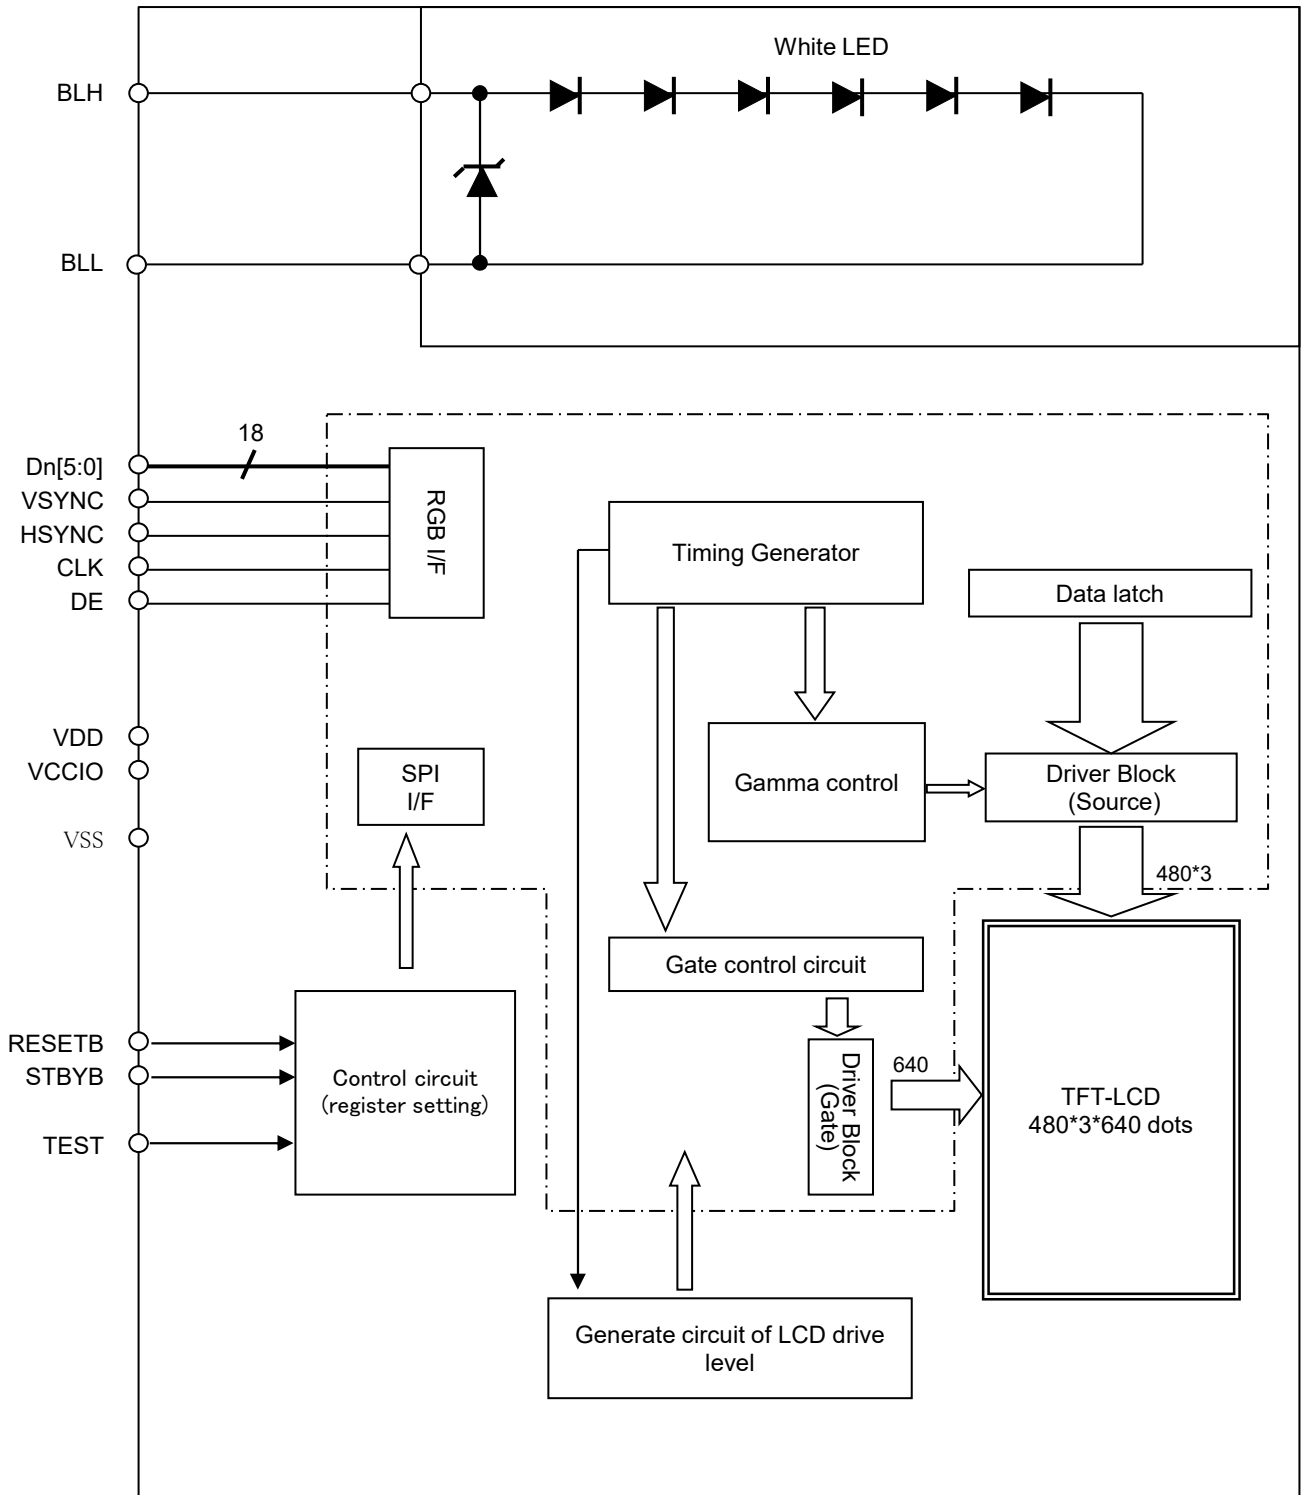 White LED
BLH
BLL
18
Dn[5:0]
VSYNC
HSYNC
CLK
DE
RGB I/F
Timing Generator
Data latch
VDD
VCCIO
VSS
SPI
I/F
Gamma control
Driver Block
(Source)
480*3
Gate control circuit
RESETB
STBYB
TEST
Control circuit
(register setting)
Driver Block
(Gate)
640
TFT-LCD
480*3*640 dots
Generate circuit of LCD drive
level